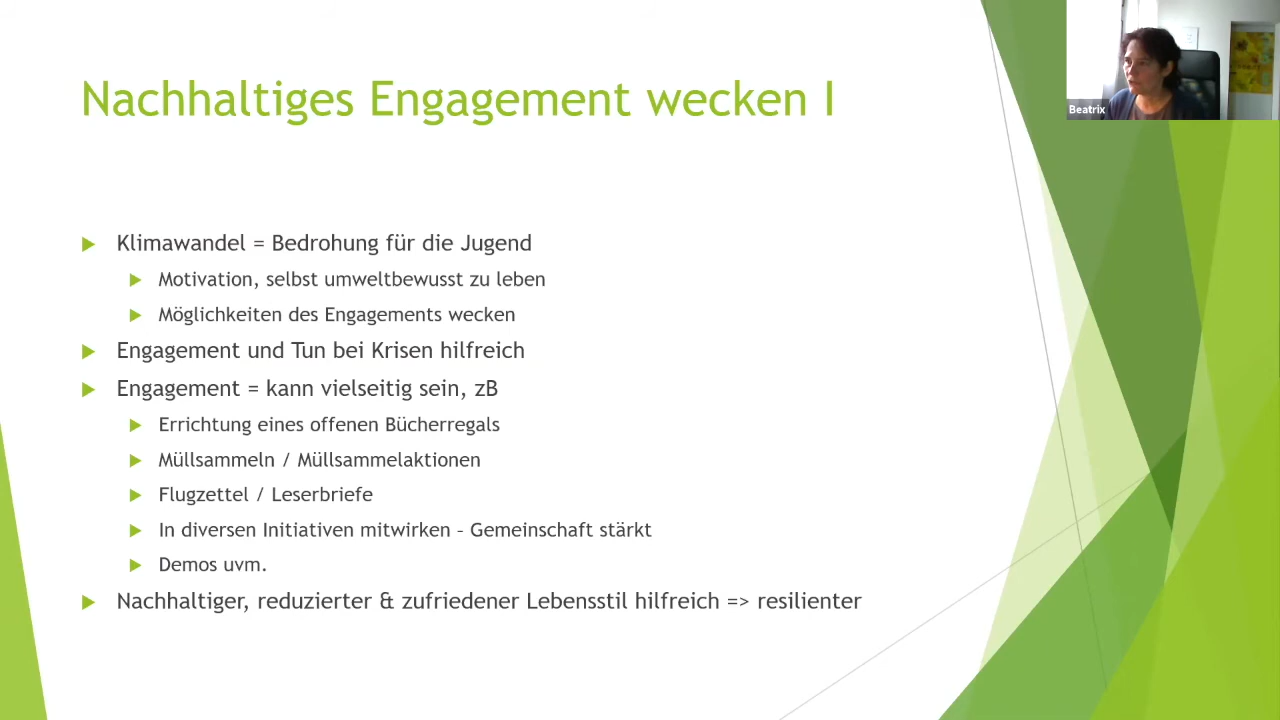 Nachhaltiges Engagement wecken I
Beatrix
Klimawandel = Bedrohung für die Jugend
Motivation, selbst umweltbewusst zu leben
Möglichkeiten des Engagements wecken
Engagement und Tun bei Krisen hilfreich
Engagement = kann vielseitig sein, zB
Errichtung eines offenen Bücherregals
Müllsammeln / Müllsammelaktionen
Flugzettel / Leserbriefe
In diversen Initiativen mitwirken – Gemeinschaft stärkt
Demos uvm.
Nachhaltiger, reduzierter & zufriedener Lebensstil hilfreich => resilienter